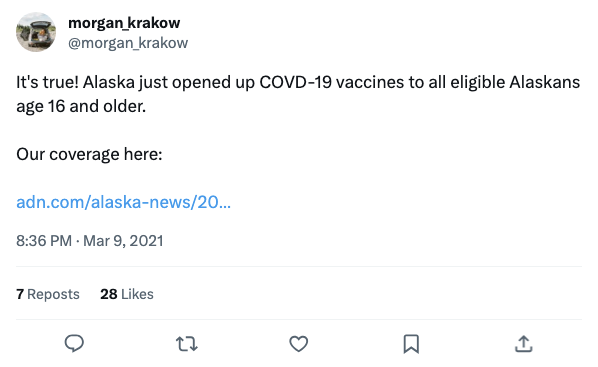 morgan_krakow
@morgan_krakow
It's true! Alaska just opened up COVD-19 vaccines to all eligible Alaskans
age 16 and older.
Our coverage here:
adn.com/alaska-news/20...
8:36 PM · Mar 9, 2021
7 Reposts 28 Likes